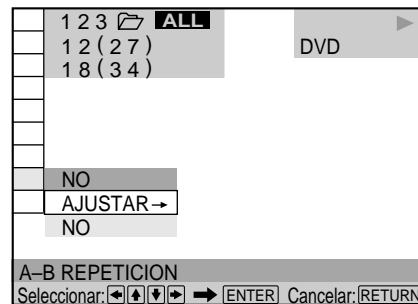 1 2 3 ALL
1 2 ( 2 7 )
DVD
1 8 ( 3 4 )
NO
AJUSTAR→
NO
A–B REPETICION
Seleccionar: ←↑↓→ → ENTER Cancelar: RETURN